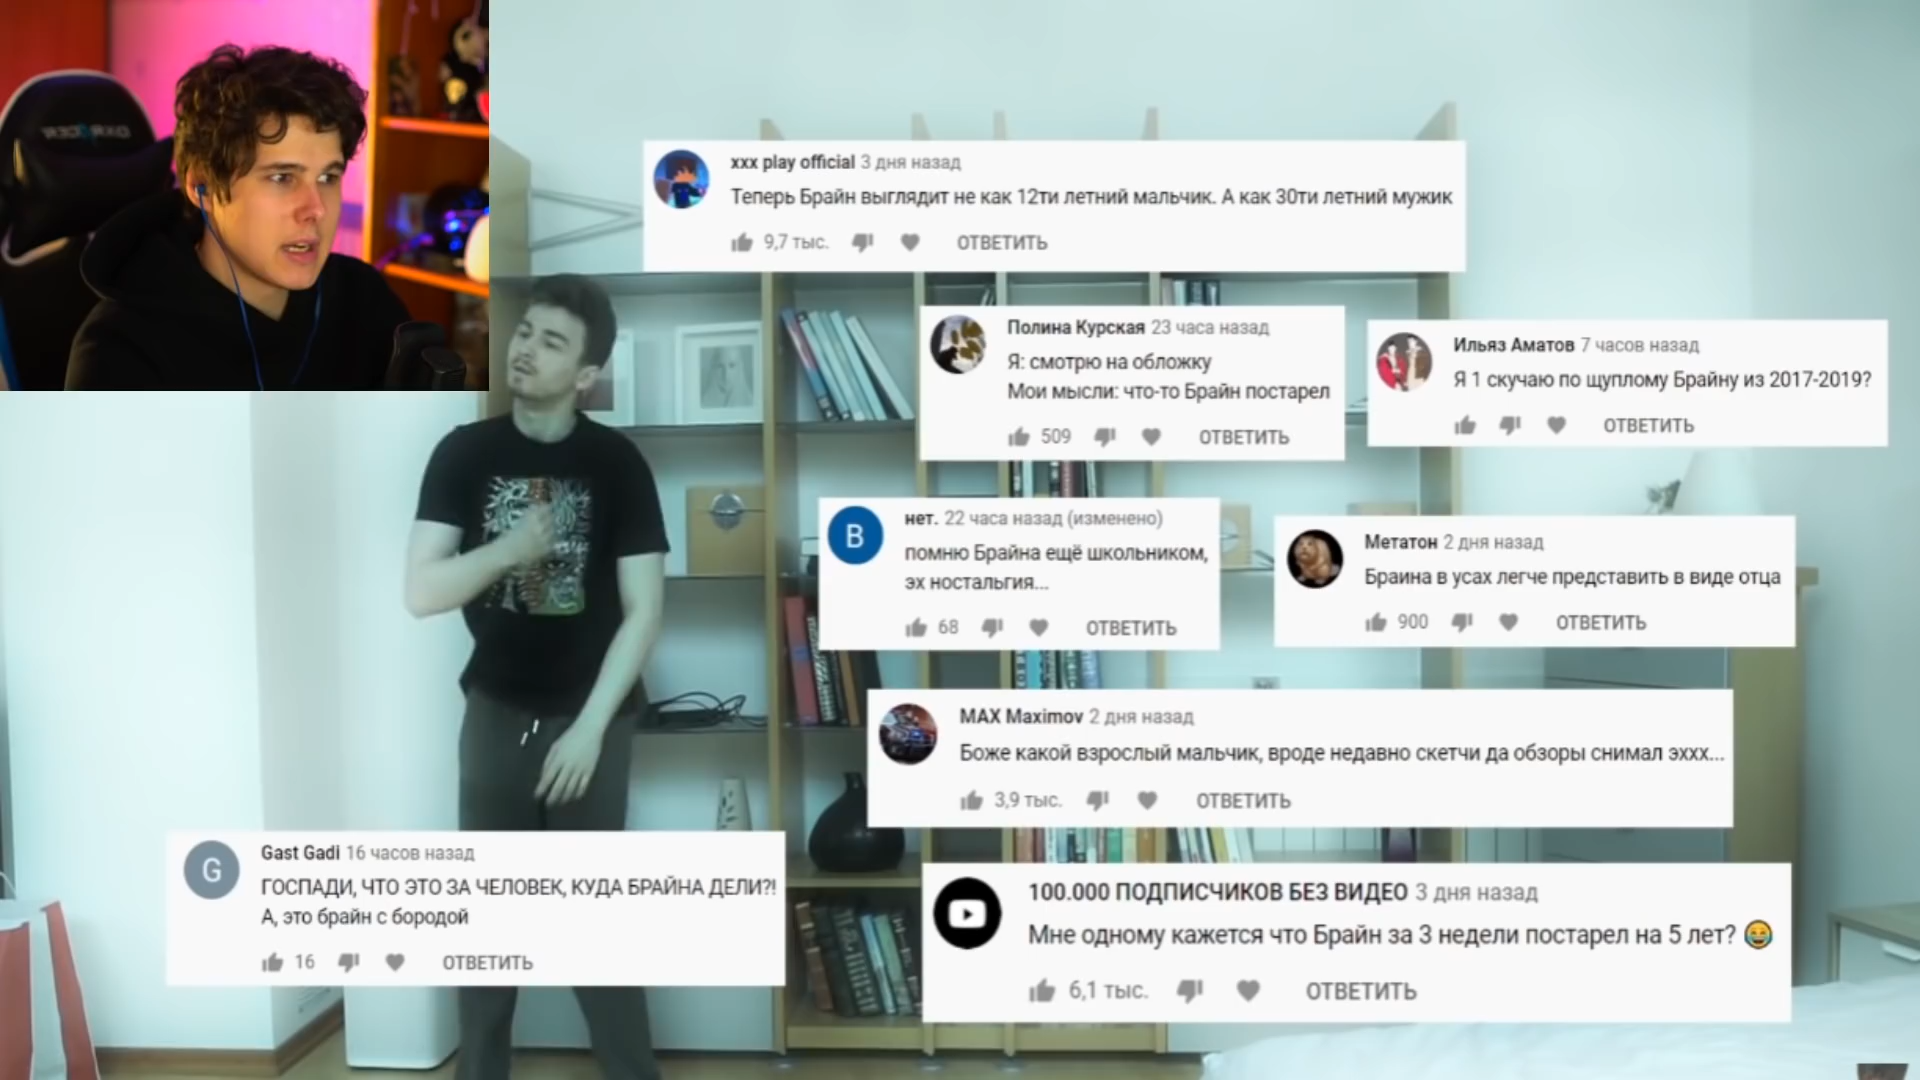 xxx play official 3 дня назад
Теперь Брайн выглядит не как 12ти летний мальчик. А как 30ти летний мужик
9,7 тыс. ОТВЕТИТЬ
Полина Курская 23 часа назад
Я: смотрю на обложку
Мои мысли: что-то Брайн постарел
509 ОТВЕТИТЬ
Ильяз Аматов 7 часов назад
Я 1 скучаю по щуплому Брайну из 2017-2019?
ОТВЕТИТЬ
B
нет. 22 часа назад (изменено)
помню Брайна ещё школьником,
эх ностальгия...
68 ОТВЕТИТЬ
Метатон 2 дня назад
Браина в усах легче представить в виде отца
900 ОТВЕТИТЬ
MAX Maximov 2 дня назад
Боже какой взрослый мальчик, вроде недавно скетчи да обзоры снимал эххх...
3,9 тыс. ОТВЕТИТЬ
G
Gast Gadi 16 часов назад
ГОСПАДИ, ЧТО ЭТО ЗА ЧЕЛОВЕК, КУДА БРАЙНА ДЕЛИ?!
А, это брайн с бородой
16 ОТВЕТИТЬ
100.000 ПОДПИСЧИКОВ БЕЗ ВИДЕО 3 дня назад
Мне одному кажется что Брайн за 3 недели постарел на 5 лет? 😂
6,1 тыс. ОТВЕТИТЬ